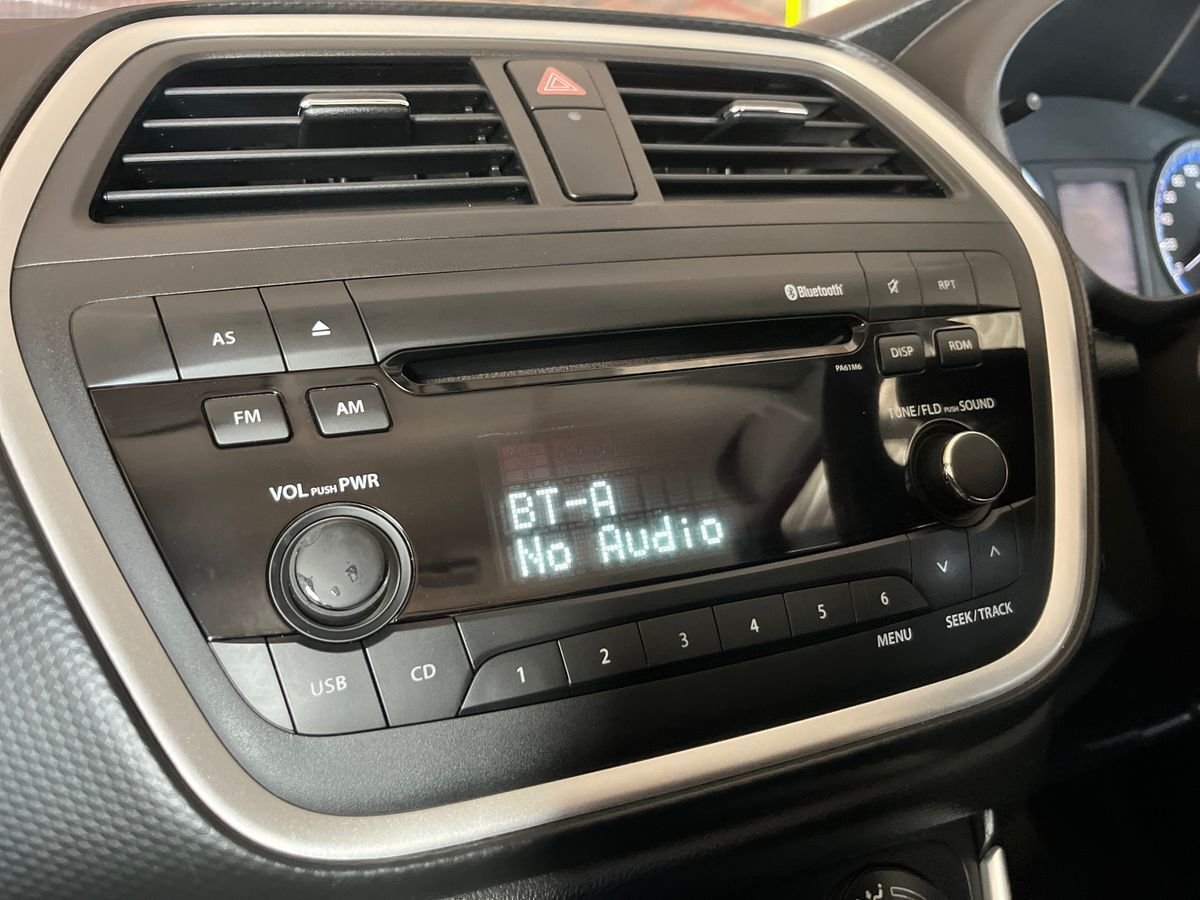 Bluetooth
RPT
AS
DISP
RDM
PA61M6
FM
AM
TUNE/FLD PUSH SOUND
VOL PUSH PWR
BT-A
No Audio
USB
CD
1
2
3
4
5
6
MENU
SEEK/TRACK